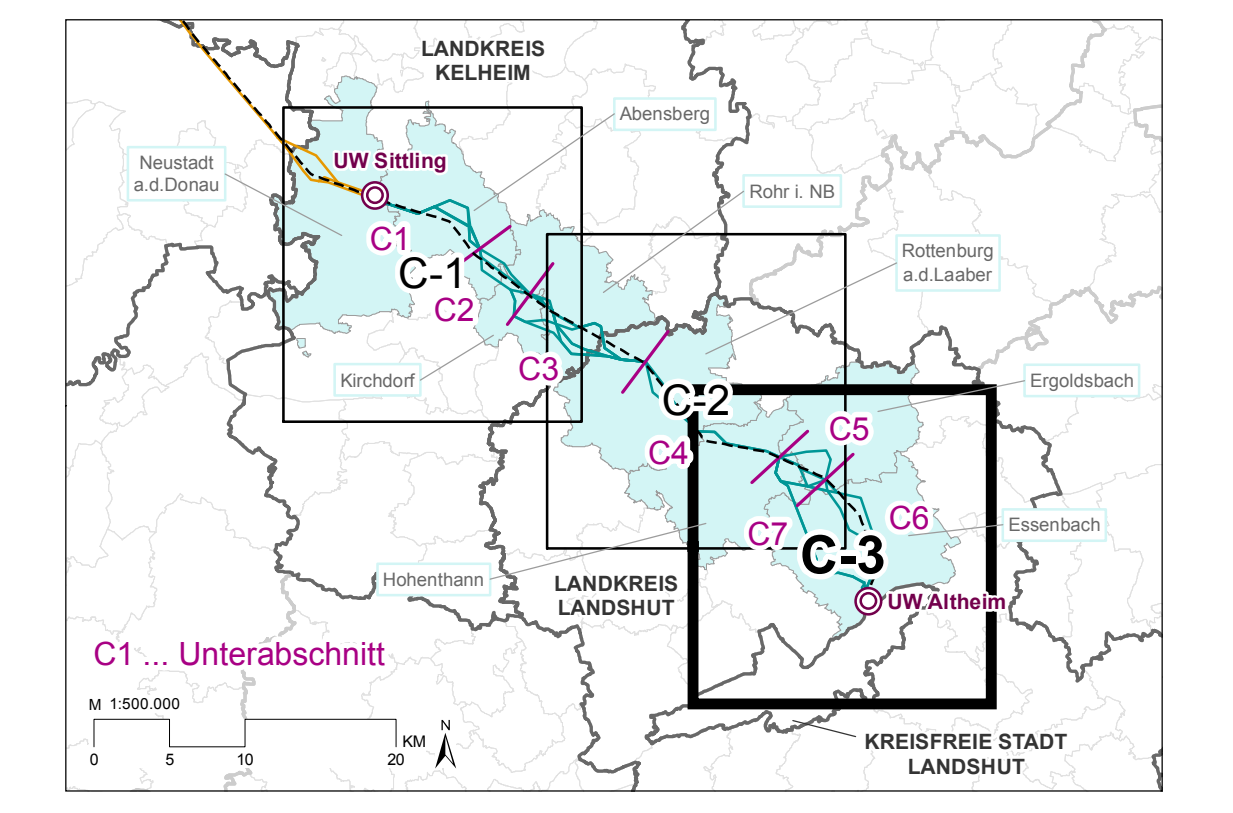 LANDKREIS
KELHEIM
Abensberg
Neustadt
a.d.Donau
UW Sittling
Rohr i. NB
C1
Rottenburg
a.d.Laaber
C-1
C2
C3
Kirchdorf
Ergoldsbach
C-2
C5
C4
C6
Essenbach
C7
C-3
Hohenthann
LANDKREIS
LANDSHUT
UW Altheim
C1 ... Unterabschnitt
M 1:500.000
N
KM
0 5 10 20
KREISFREIE STADT
LANDSHUT